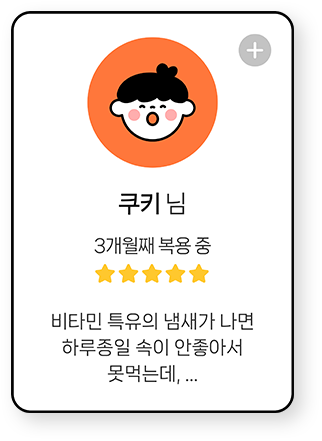 쿠키 님
3개월째 복용 중
비타민 특유의 냄새가 나면
하루종일 속이 안좋아서
못먹는데, ...